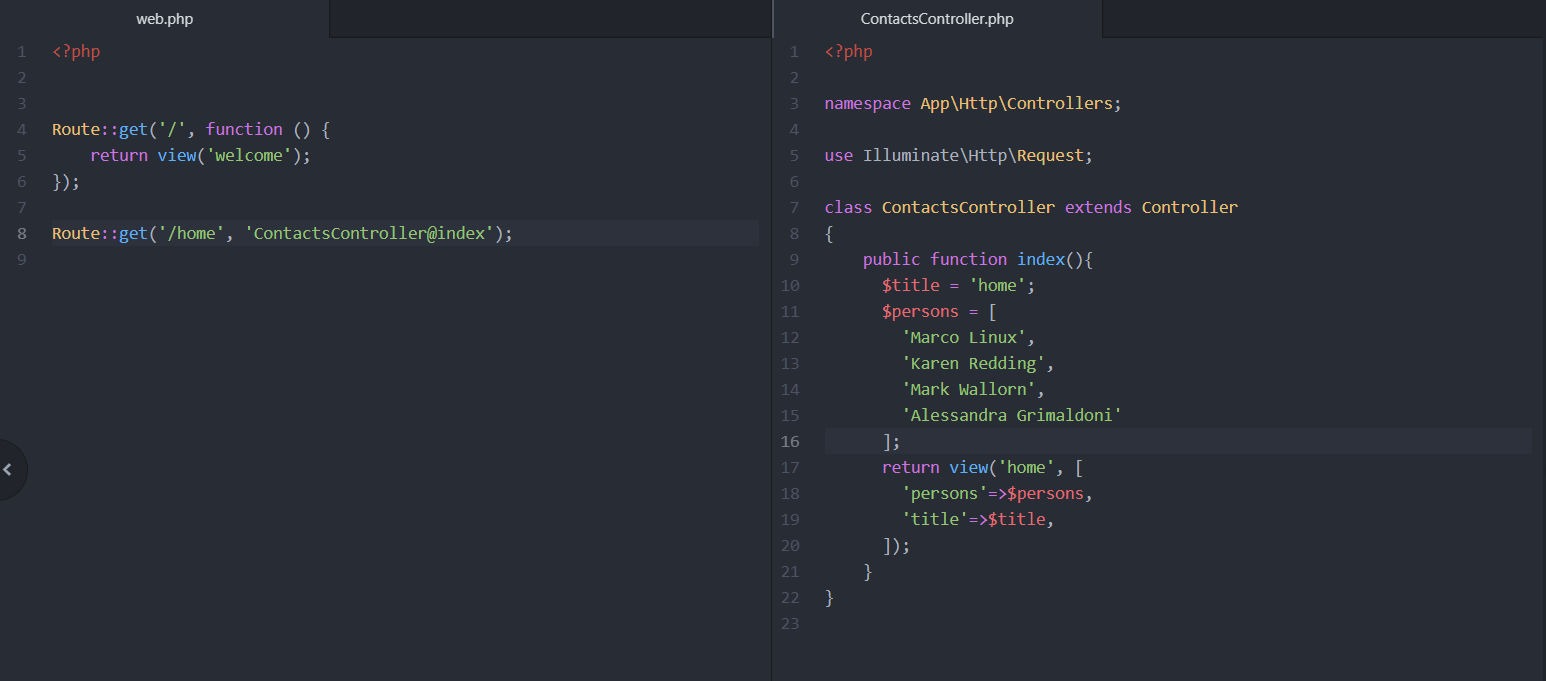 web.php
1 <?php
2
3
4 Route::get('/', function () {
5     return view('welcome');
6 });
7
8 Route::get('/home', 'ContactsController@index');
9
ContactsController.php
1 <?php
2
3 namespace App\Http\Controllers;
4
5 use Illuminate\Http\Request;
6
7 class ContactsController extends Controller
8 {
9     public function index(){
10       $title = 'home';
11       $persons = [
12         'Marco Linux',
13         'Karen Redding',
14         'Mark Wallorn',
15         'Alessandra Grimaldoni'
16       ];
17       return view('home', [
18         'persons'=>$persons,
19         'title'=>$title,
20       ]);
21     }
22 }
23